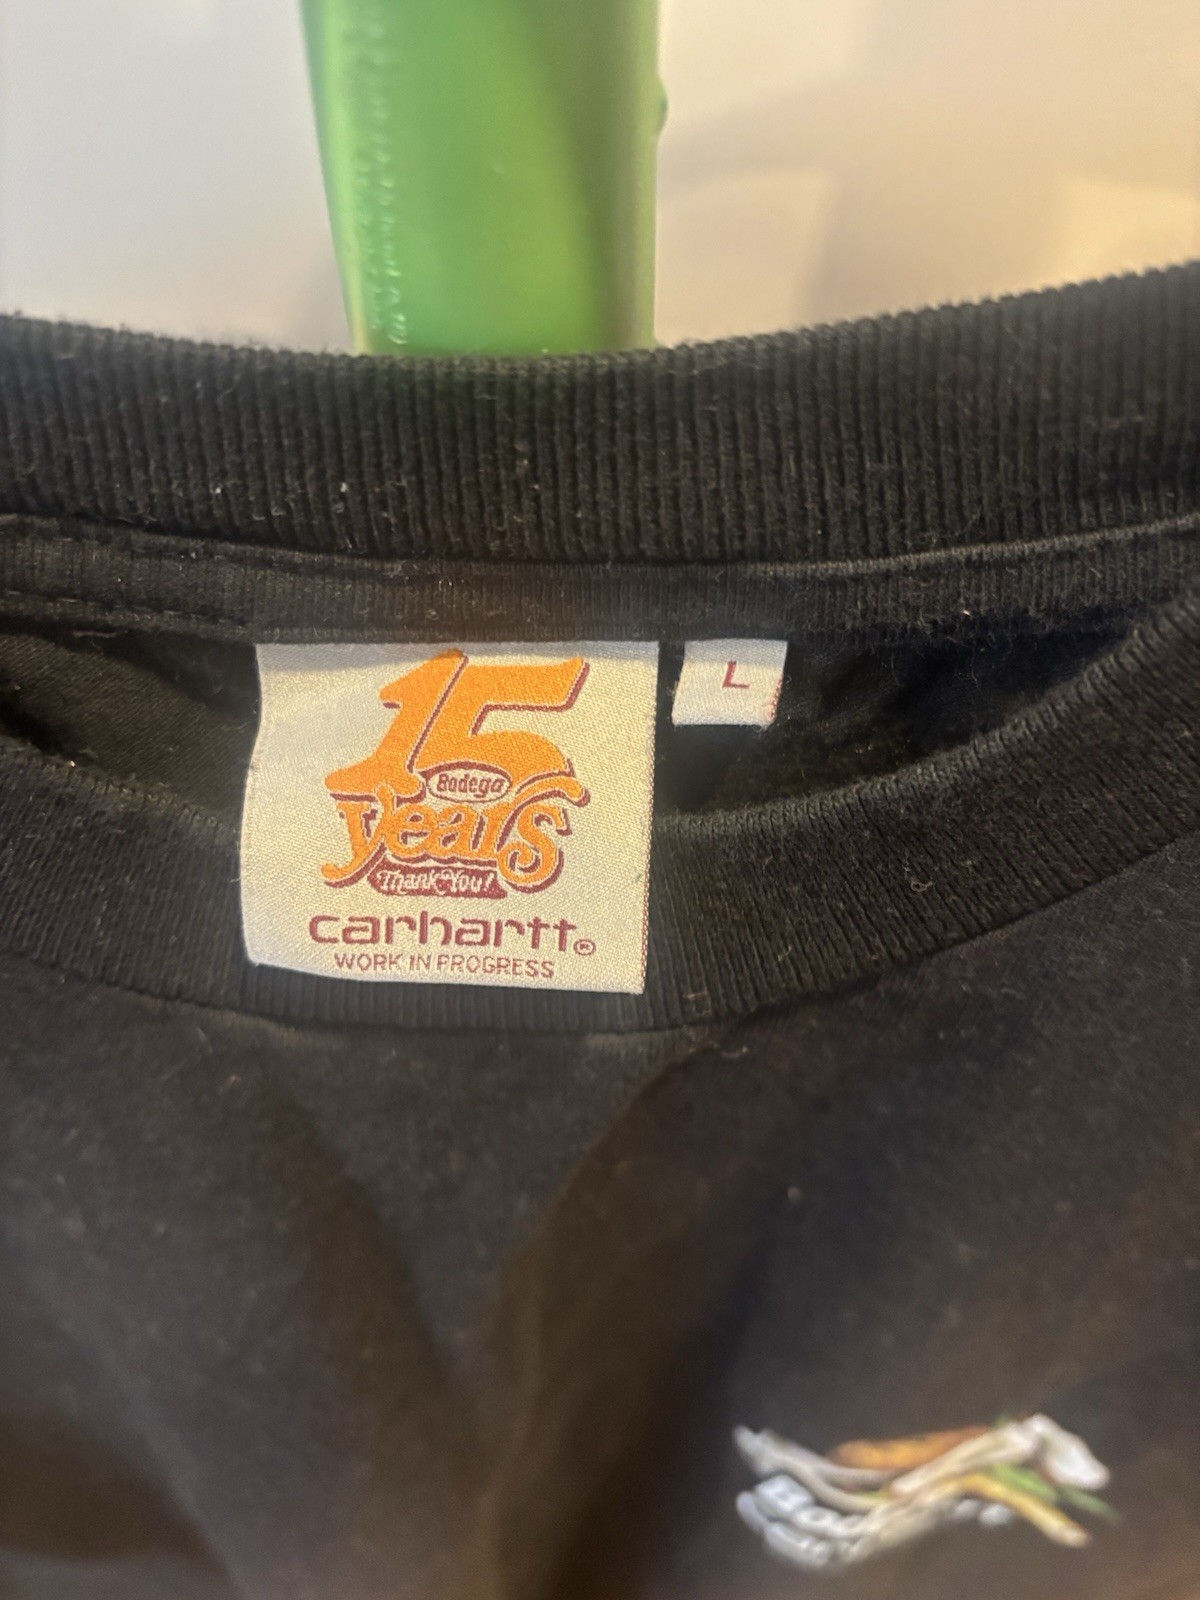 15
Bodega
years
Thank You!
carhartt®
WORK IN PROGRESS
L